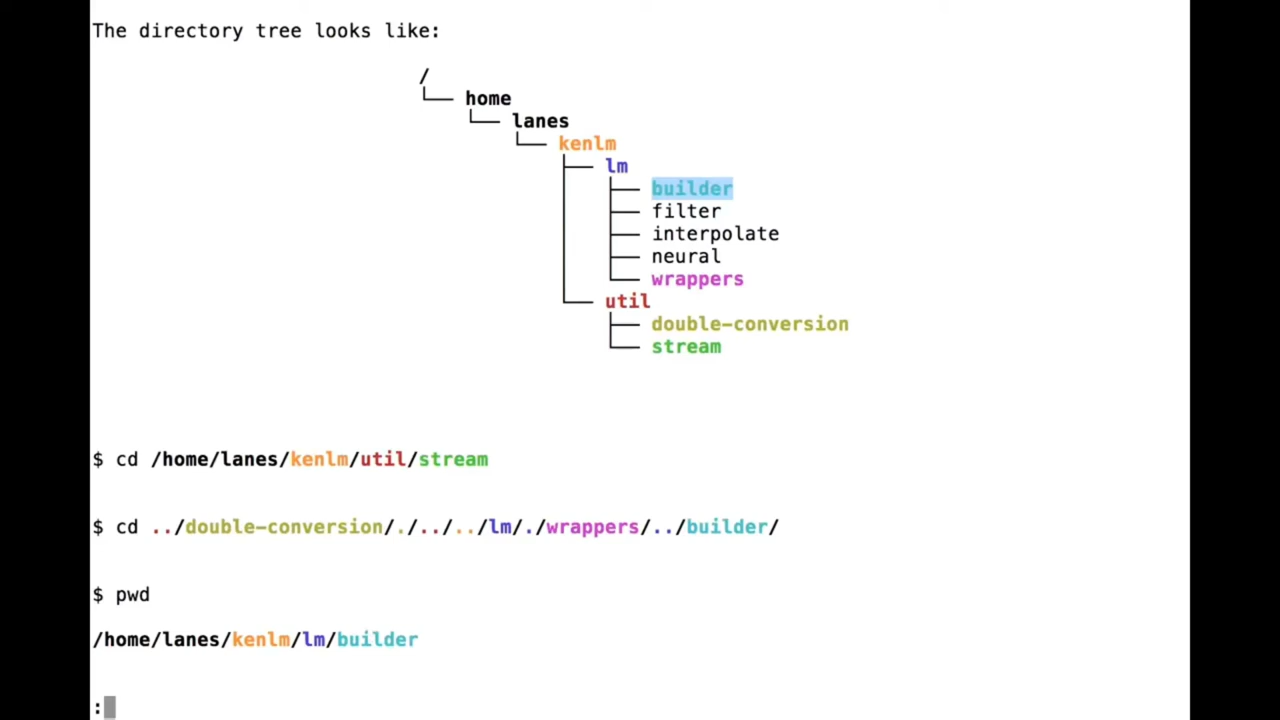 The directory tree looks like:
/
└── home
└── lanes
└── kenlm
├── lm
├── builder
├── filter
├── interpolate
├── neural
└── wrappers
└── util
├── double-conversion
└── stream
$ cd /home/lanes/kenlm/util/stream
$ cd ../double-conversion/./../../lm/./wrappers/../builder/
$ pwd
/home/lanes/kenlm/lm/builder
: